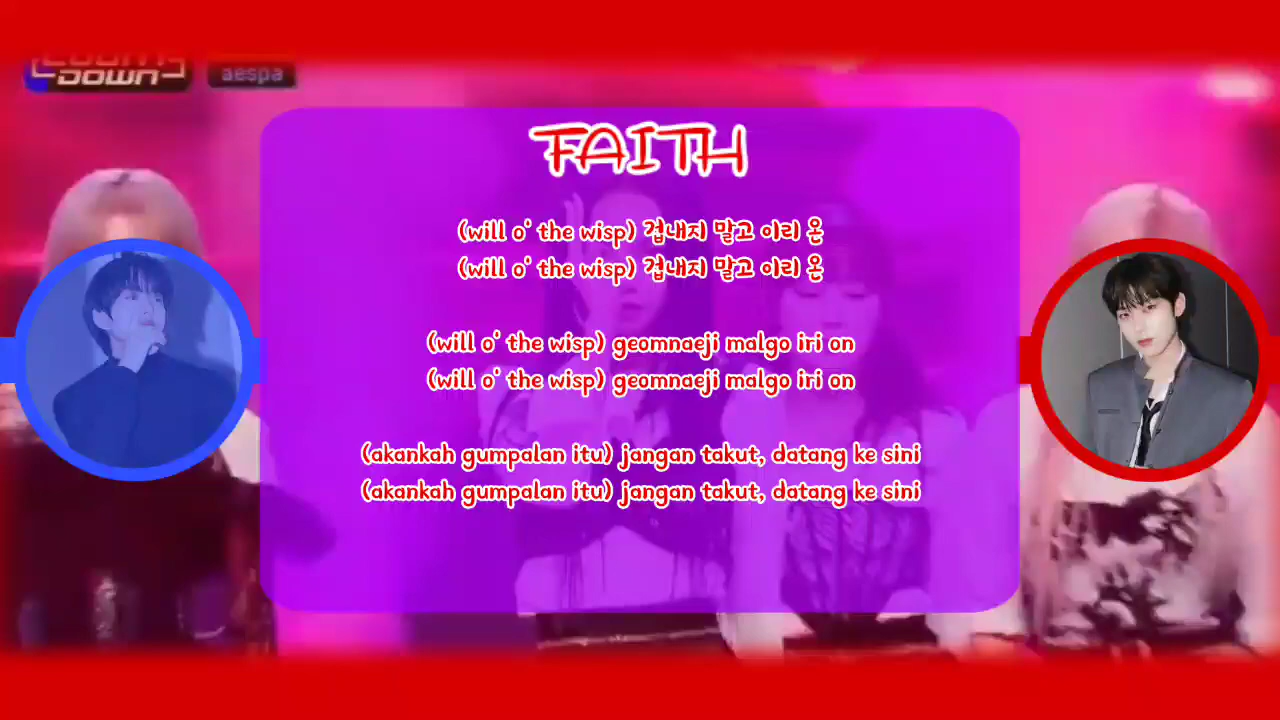 COUNT
DOWN
aespa
FAITH
(will o' the wisp) 겁내지 말고 이리 온
(will o' the wisp) 겁내지 말고 이리 온
(will o' the wisp) geomnaeji malgo iri on
(will o' the wisp) geomnaeji malgo iri on
(akankah gumpalan itu) jangan takut, datang ke sini
(akankah gumpalan itu) jangan takut, datang ke sini